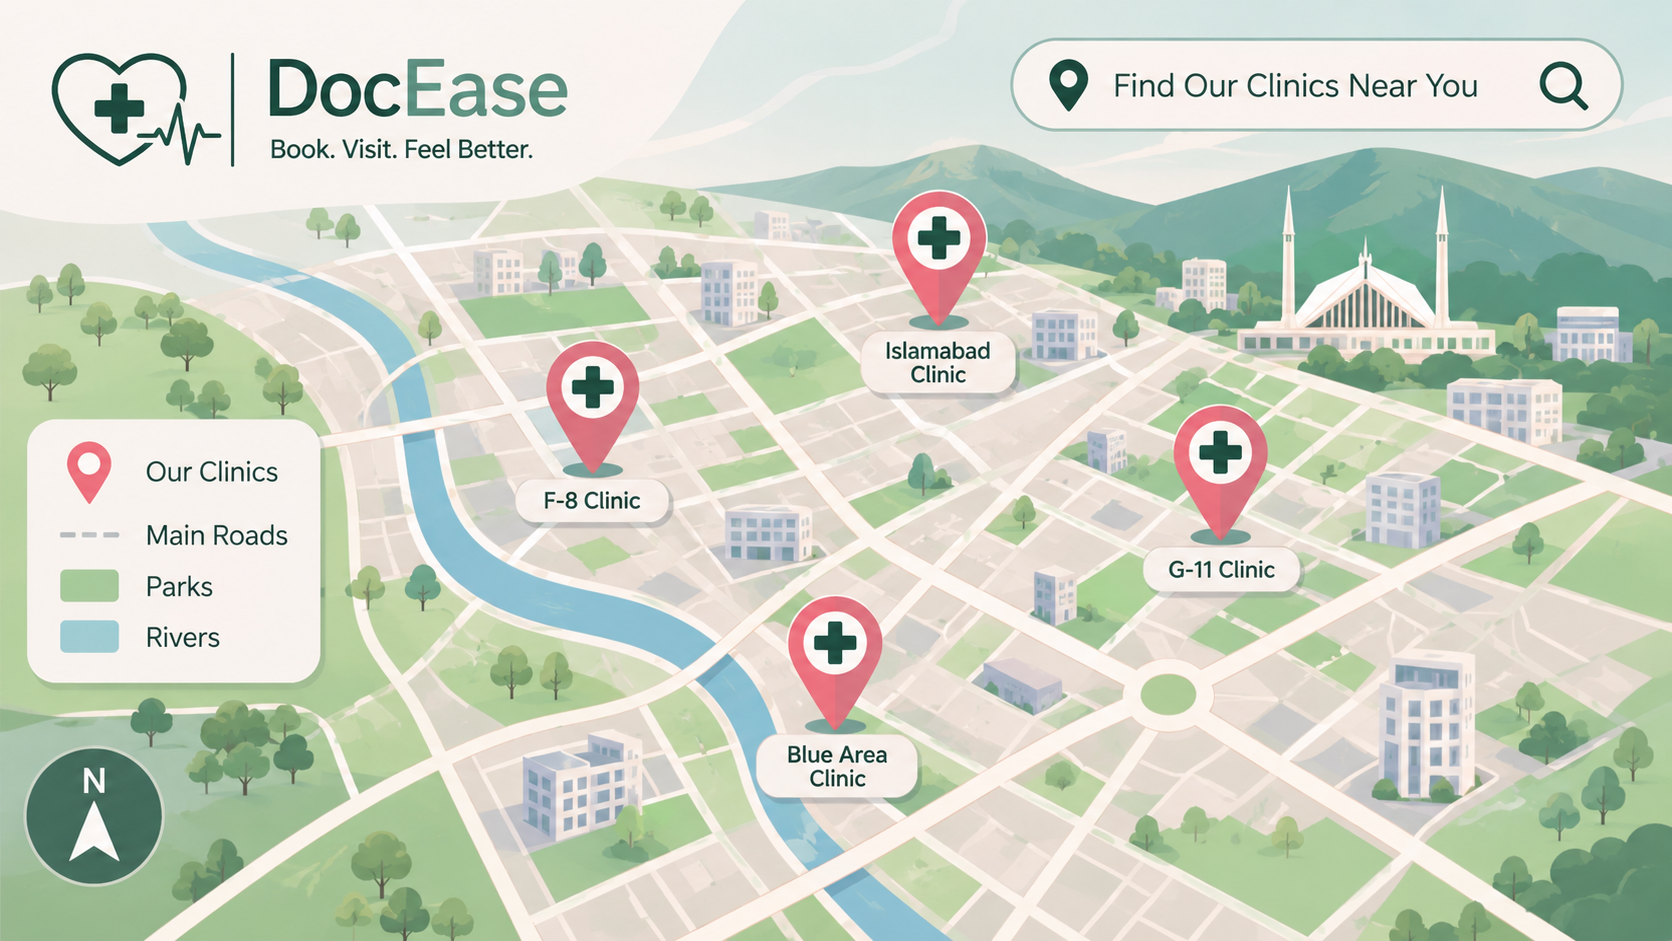 DocEase
Book. Visit. Feel Better.
Find Our Clinics Near You
Islamabad
Clinic
F-8 Clinic
G-11 Clinic
Blue Area
Clinic
Our Clinics
Main Roads
Parks
Rivers
N